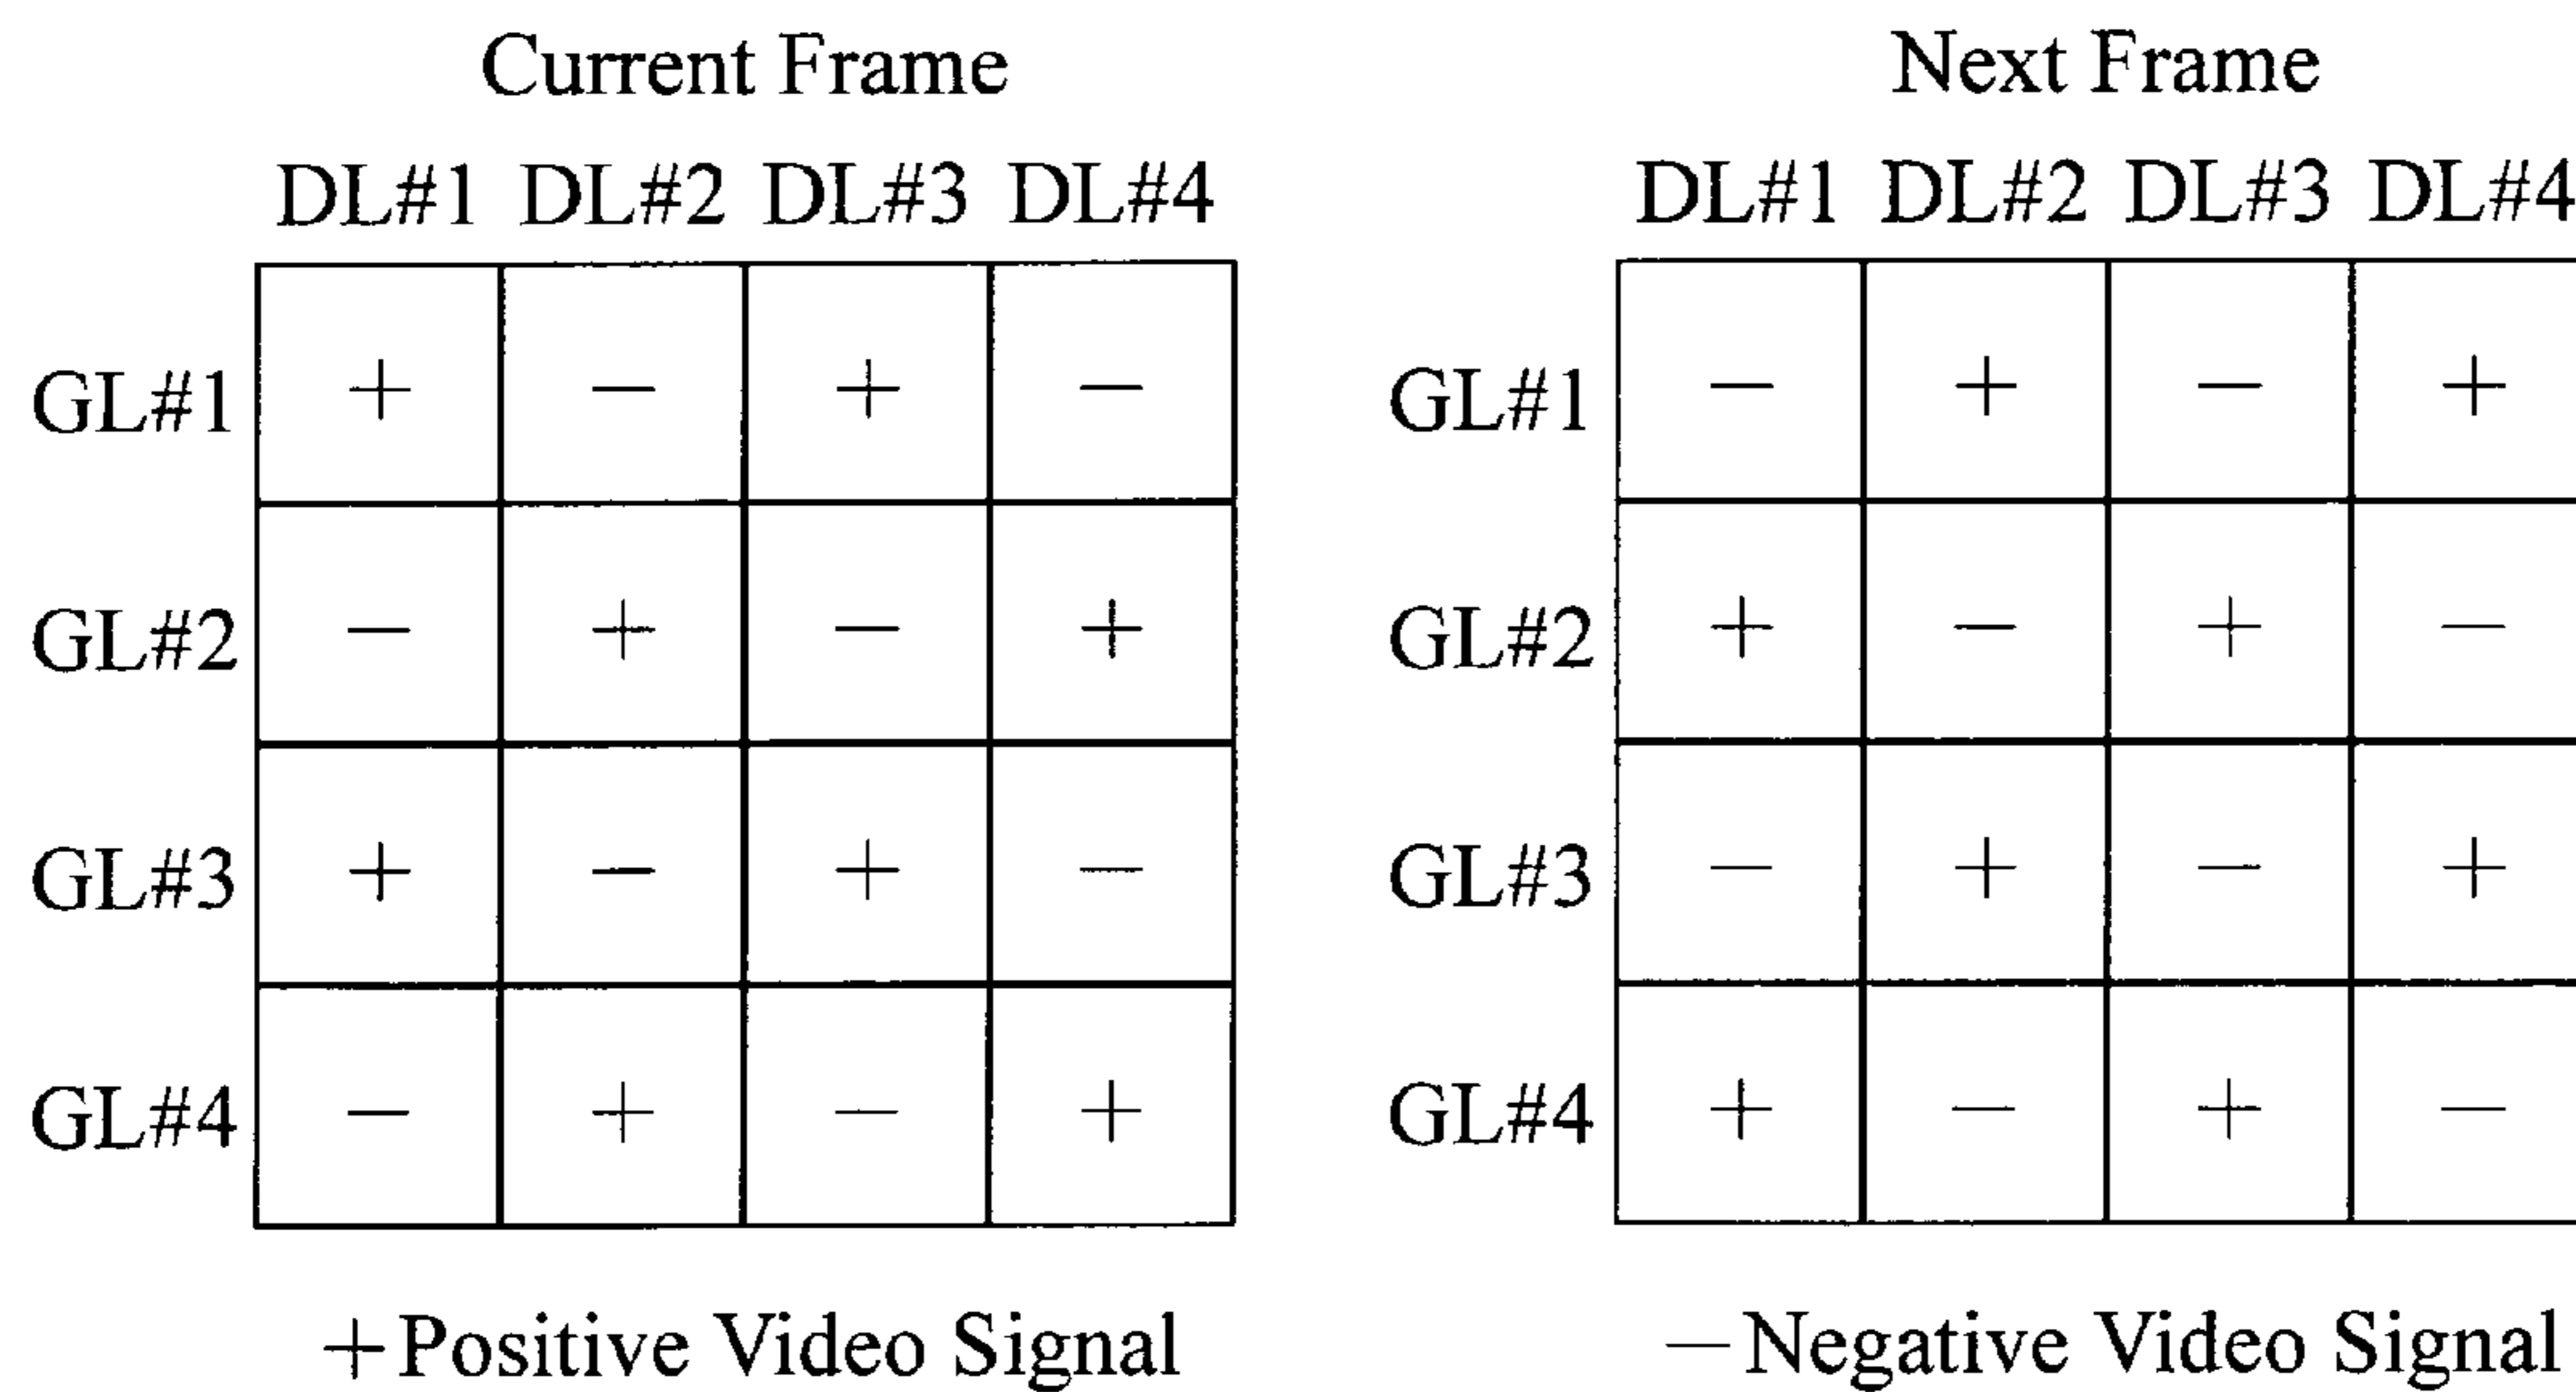 Current Frame
DL#1 DL#2 DL#3 DL#4
GL#1 + − + −
GL#2 − + − +
GL#3 + − + −
GL#4 − + − +
+Positive Video Signal
Next Frame
DL#1 DL#2 DL#3 DL#4
GL#1 − + − +
GL#2 + − + −
GL#3 − + − +
GL#4 + − + −
−Negative Video Signal